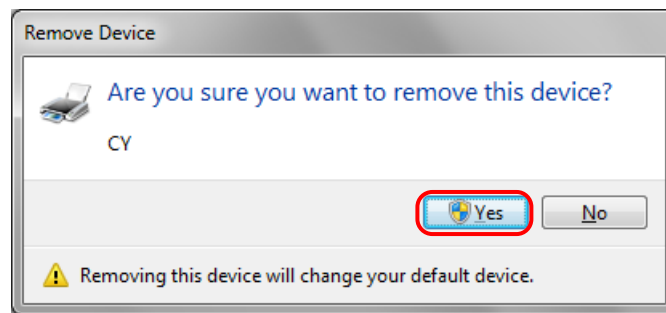 Remove Device
Are you sure you want to remove this device?
CY
Yes
No
Removing this device will change your default device.